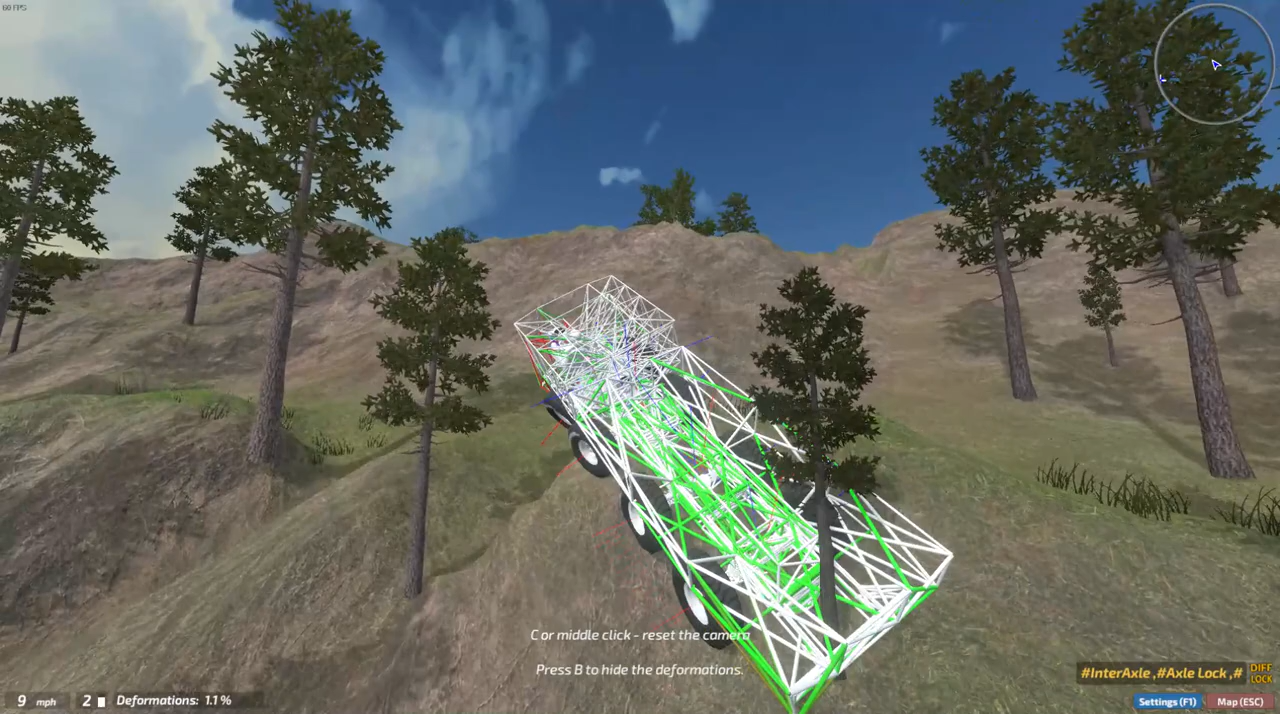 60 FPS
C or middle click - reset the camera
Press B to hide the deformations.
#InterAxle ,#Axle Lock ,#
DIFF
LOCK
9 mph 2 Deformations: 1.1 %
Settings (F1) Map (ESC)